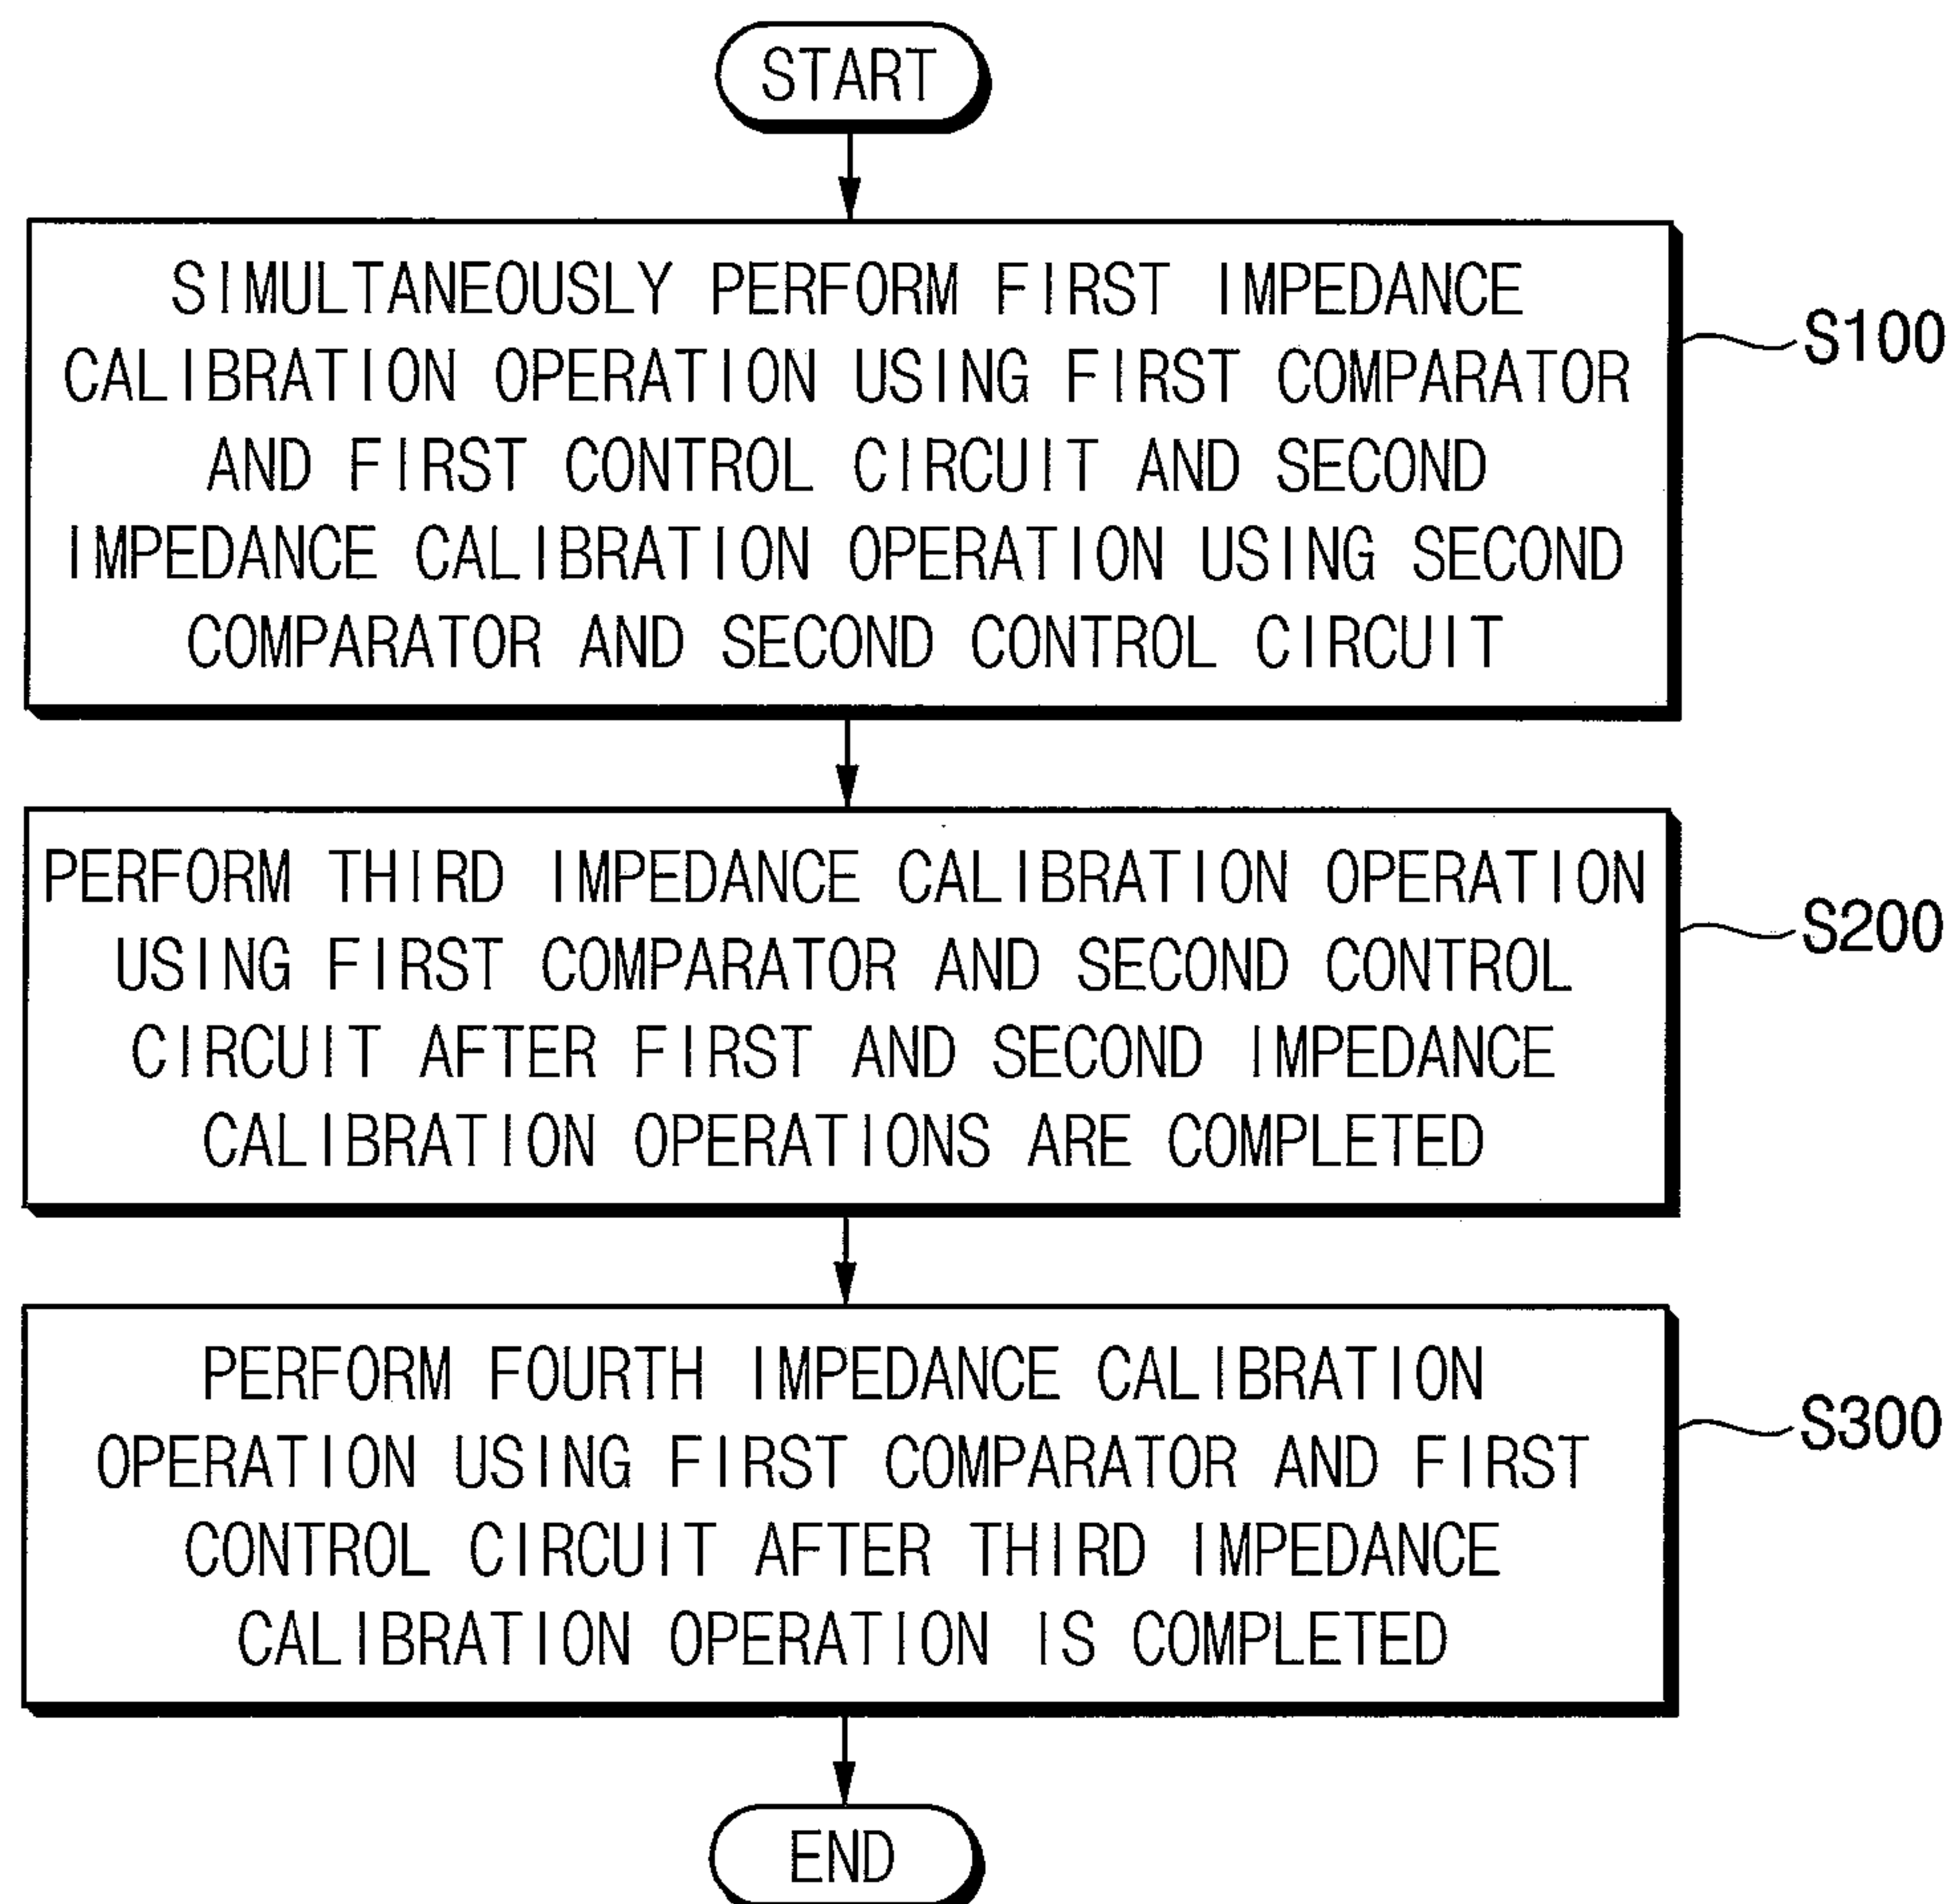 START
SIMULTANEOUSLY PERFORM FIRST IMPEDANCE
CALIBRATION OPERATION USING FIRST COMPARATOR
AND FIRST CONTROL CIRCUIT AND SECOND
IMPEDANCE CALIBRATION OPERATION USING SECOND
COMPARATOR AND SECOND CONTROL CIRCUIT
S100
PERFORM THIRD IMPEDANCE CALIBRATION OPERATION
USING FIRST COMPARATOR AND SECOND CONTROL
CIRCUIT AFTER FIRST AND SECOND IMPEDANCE
CALIBRATION OPERATIONS ARE COMPLETED
S200
PERFORM FOURTH IMPEDANCE CALIBRATION
OPERATION USING FIRST COMPARATOR AND FIRST
CONTROL CIRCUIT AFTER THIRD IMPEDANCE
CALIBRATION OPERATION IS COMPLETED
S300
END